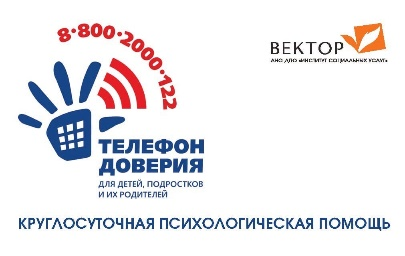 8-800-2000-122
ВЕКТОР
АНО ДПО «ИНСТИТУТ СОЦИАЛЬНЫХ УСЛУГ»
ТЕЛЕФОН
ДОВЕРИЯ
ДЛЯ ДЕТЕЙ, ПОДРОСТКОВ
И ИХ РОДИТЕЛЕЙ
КРУГЛОСУТОЧНАЯ ПСИХОЛОГИЧЕСКАЯ ПОМОЩЬ